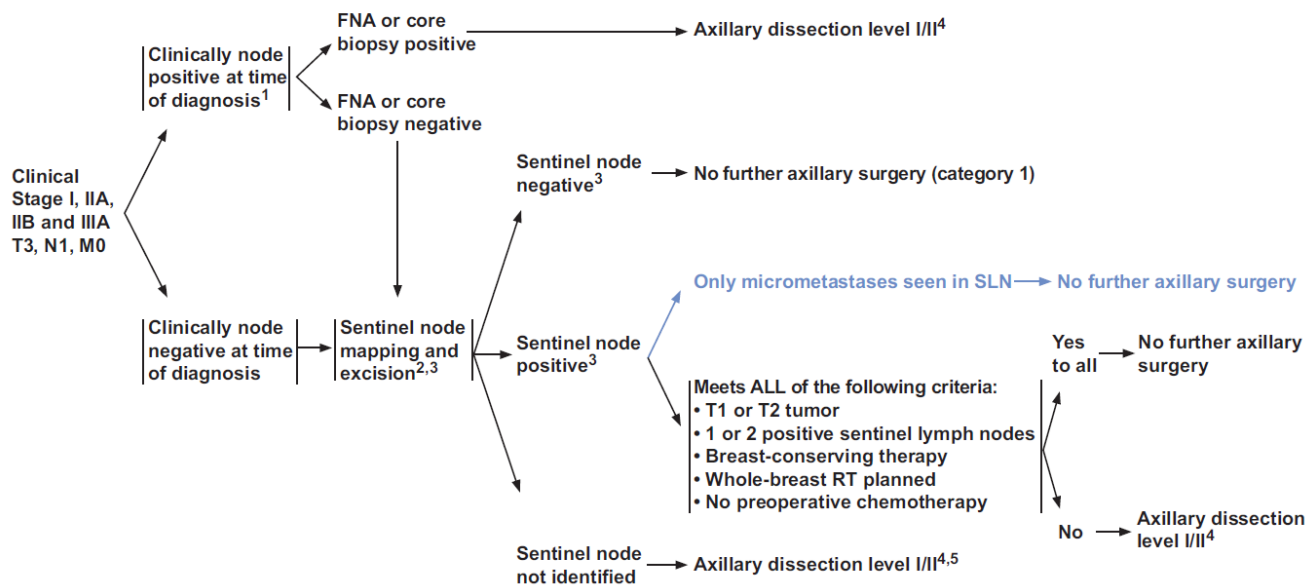 FNA or core
biopsy positive
Axillary dissection level I/II4
Clinically node
positive at time
of diagnosis1
FNA or core
biopsy negative
Clinical
Stage I, IIA,
IIB and IIIA
T3, N1, M0
Sentinel node
negative3
No further axillary surgery (category 1)
Only micrometastases seen in SLN
No further axillary surgery
Clinically node
negative at time
of diagnosis
Sentinel node
mapping and
excision2,3
Sentinel node
positive3
Meets ALL of the following criteria:
• T1 or T2 tumor
• 1 or 2 positive sentinel lymph nodes
• Breast-conserving therapy
• Whole-breast RT planned
• No preoperative chemotherapy
Yes
to all
No further axillary
surgery
No
Axillary dissection
level I/II4
Sentinel node
not identified
Axillary dissection level I/II4,5